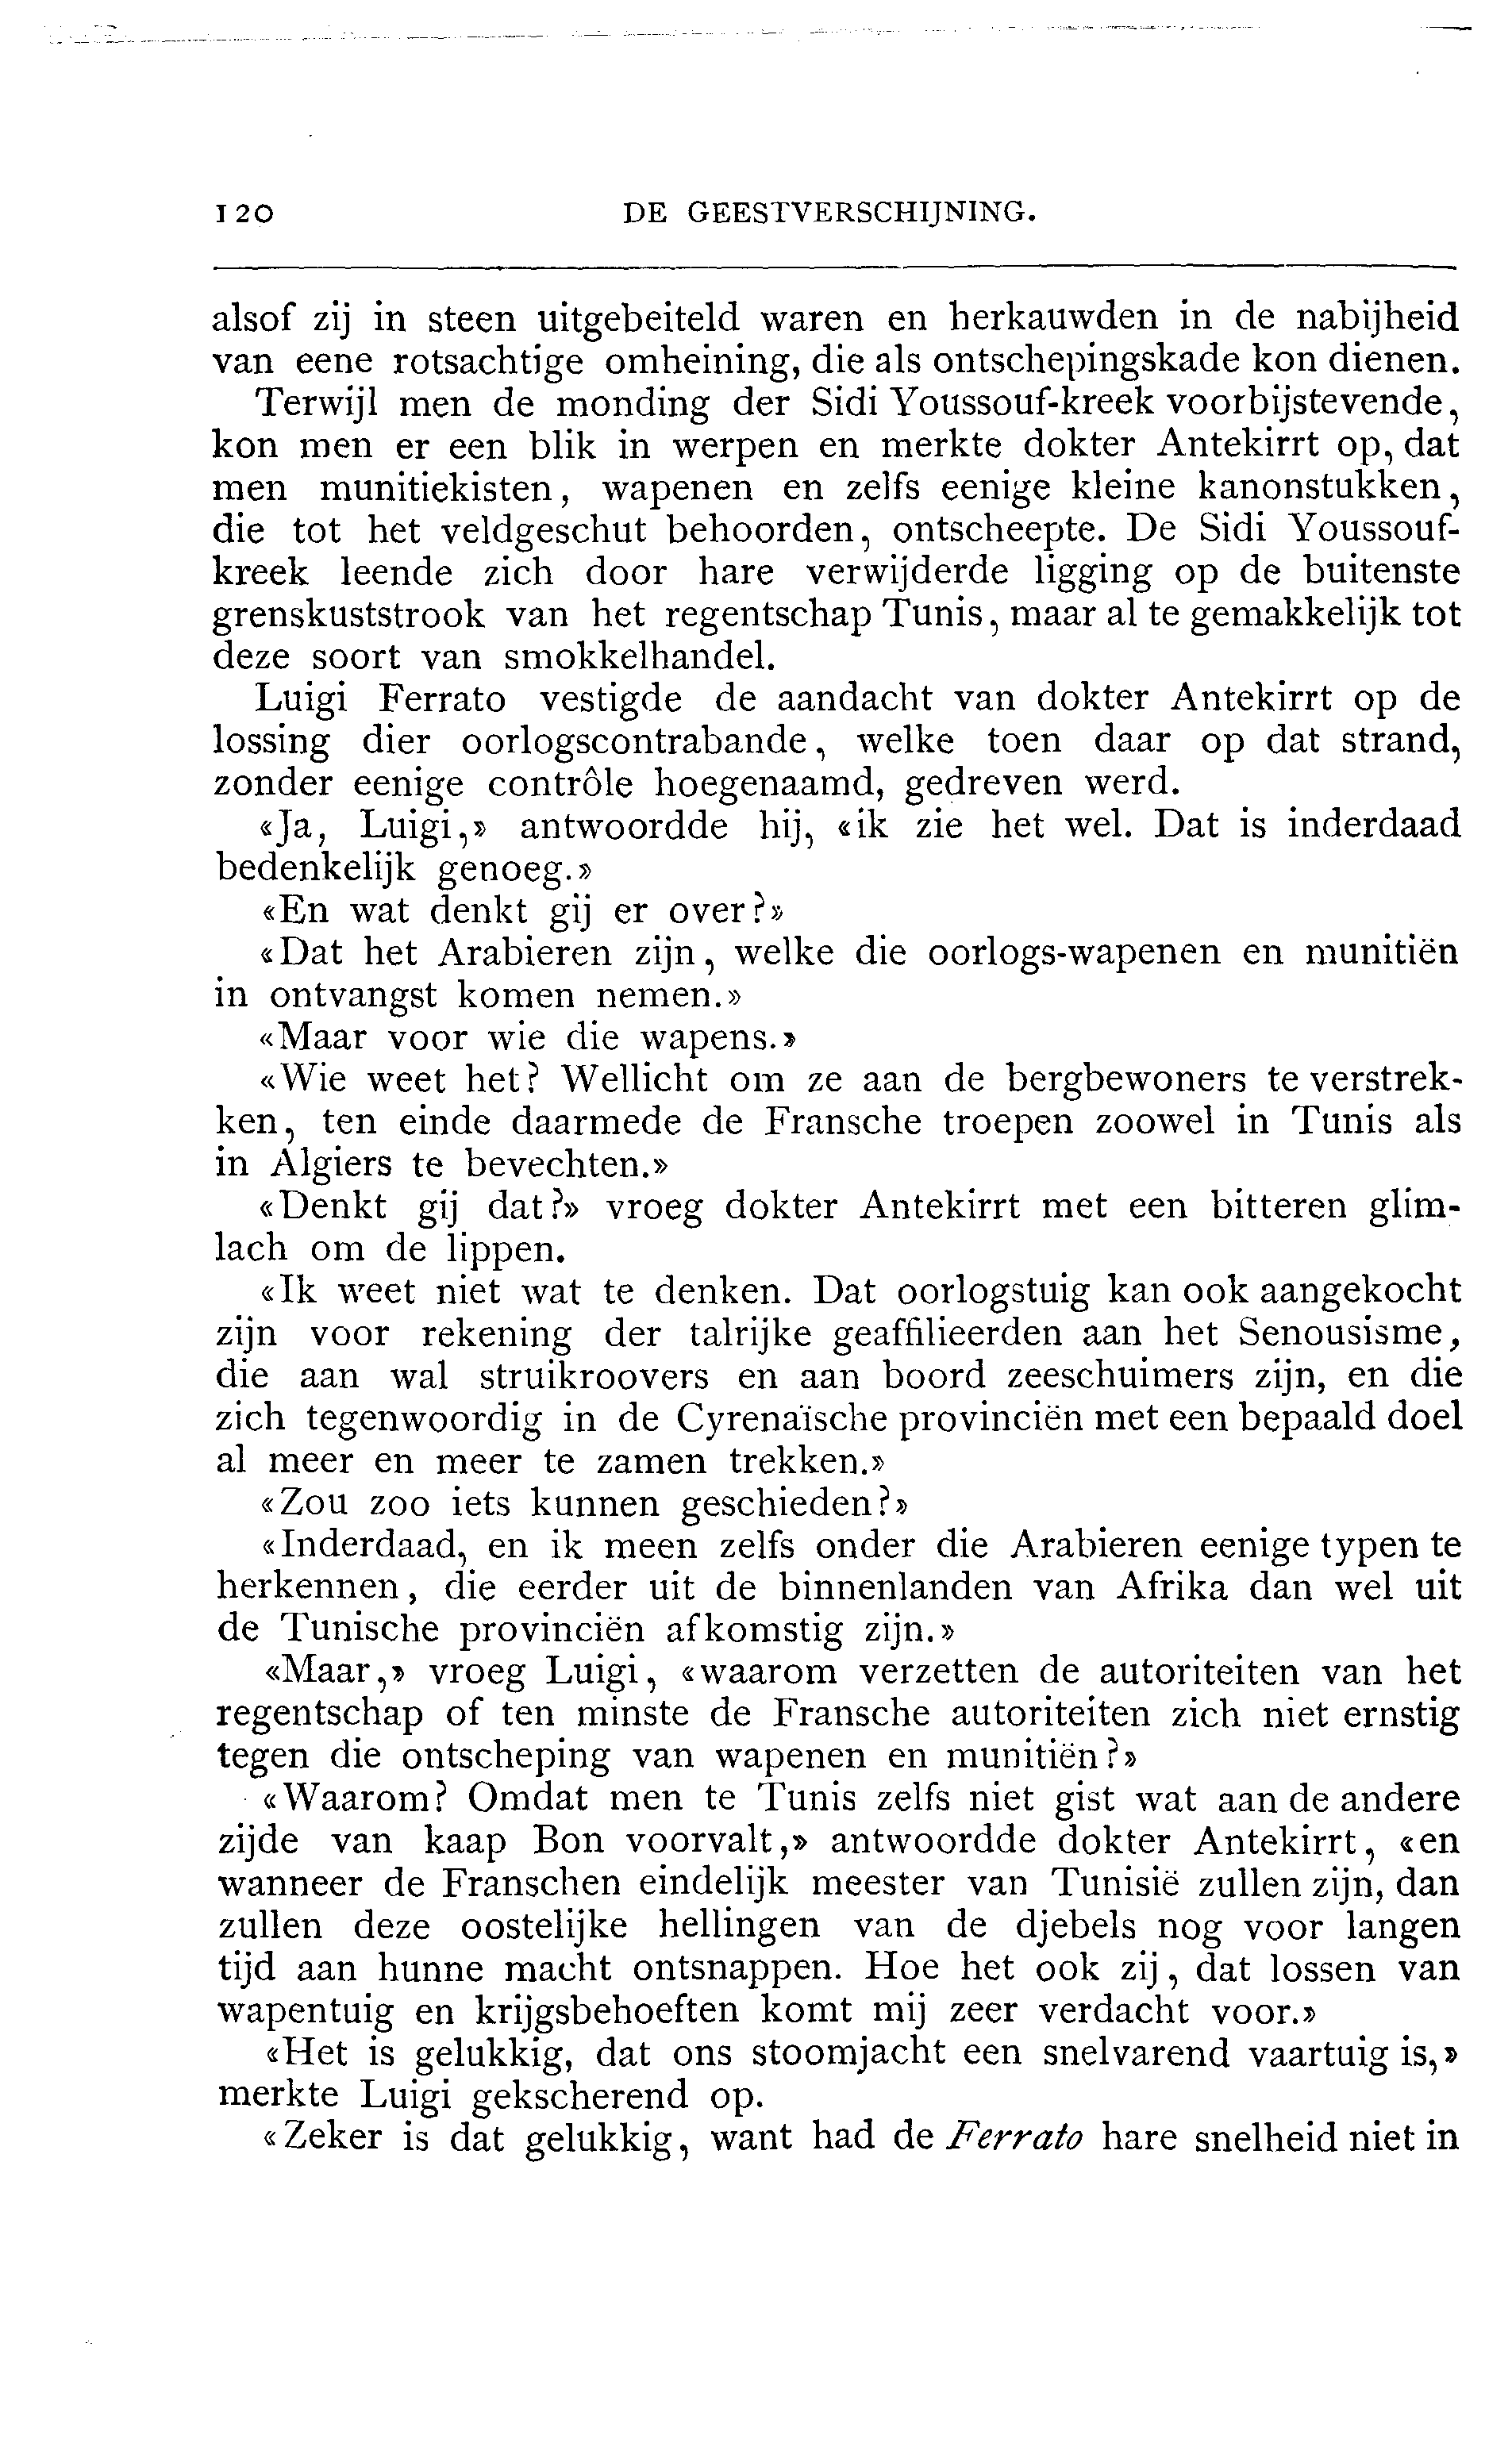 120 DE GEESTVERSCHIJNING.
alsof zij in steen uitgebeiteld waren en herkauwden in de nabijheid
van eene rotsachtige omheining, die als ontschepingskade kon dienen.
Terwijl men de monding der Sidi Youssouf-kreek voorbijstevende,
kon men er een blik in werpen en merkte dokter Antekirrt op, dat
men munitiekisten, wapenen en zelfs eenige kleine kanonstukken,
die tot het veldgeschut behoorden, ontscheepte. De Sidi Youssouf-
kreek leende zich door hare verwijderde ligging op de buitenste
grenskuststrook van het regentschap Tunis, maar al te gemakkelijk tot
deze soort van smokkelhandel.
Luigi Ferrato vestigde de aandacht van dokter Antekirrt op de
lossing dier oorlogscontrabande, welke toen daar op dat strand,
zonder eenige contrôle hoegenaamd, gedreven werd.
«Ja, Luigi,» antwoordde hij, «ik zie het wel. Dat is inderdaad
bedenkelijk genoeg.»
«En wat denkt gij er over?»
«Dat het Arabieren zijn, welke die oorlogs-wapenen en munitiën
in ontvangst komen nemen.»
«Maar voor wie die wapens.»
«Wie weet het? Wellicht om ze aan de bergbewoners te verstrek-
ken, ten einde daarmede de Fransche troepen zoowel in Tunis als
in Algiers te bevechten.»
«Denkt gij dat?» vroeg dokter Antekirrt met een bitteren glim-
lach om de lippen.
«Ik weet niet wat te denken. Dat oorlogstuig kan ook aangekocht
zijn voor rekening der talrijke geaffilieerden aan het Senousisme,
die aan wal struikroovers en aan boord zeeschuimers zijn, en die
zich tegenwoordig in de Cyrenaïsche provinciën met een bepaald doel
al meer en meer te zamen trekken.»
«Zou zoo iets kunnen geschieden?»
«Inderdaad, en ik meen zelfs onder die Arabieren eenige typen te
herkennen, die eerder uit de binnenlanden van Afrika dan wel uit
de Tunische provinciën afkomstig zijn.»
«Maar,» vroeg Luigi, «waarom verzetten de autoriteiten van het
regentschap of ten minste de Fransche autoriteiten zich niet ernstig
tegen die ontscheping van wapenen en munitiën?»
«Waarom? Omdat men te Tunis zelfs niet gist wat aan de andere
zijde van kaap Bon voorvalt,» antwoordde dokter Antekirrt, «en
wanneer de Franschen eindelijk meester van Tunisië zullen zijn, dan
zullen deze oostelijke hellingen van de djebels nog voor langen
tijd aan hunne macht ontsnappen. Hoe het ook zij, dat lossen van
wapentuig en krijgsbehoeften komt mij zeer verdacht voor.»
«Het is gelukkig, dat ons stoomjacht een snelvarend vaartuig is,»
merkte Luigi gekscherend op.
«Zeker is dat gelukkig, want had de Ferrato hare snelheid niet in